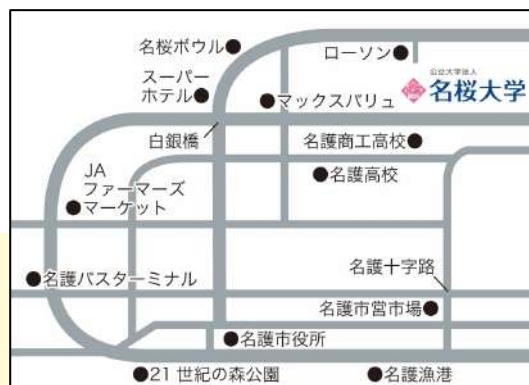 名桜ボウル
ローソン
公立大学法人
名桜大学
スーパー
ホテル
マックスバリュ
白銀橋
名護商工高校
JA
ファーマーズ
マーケット
名護高校
名護十字路
名護バスターミナル
名護市営市場
名護市役所
21世紀の森公園
名護漁港